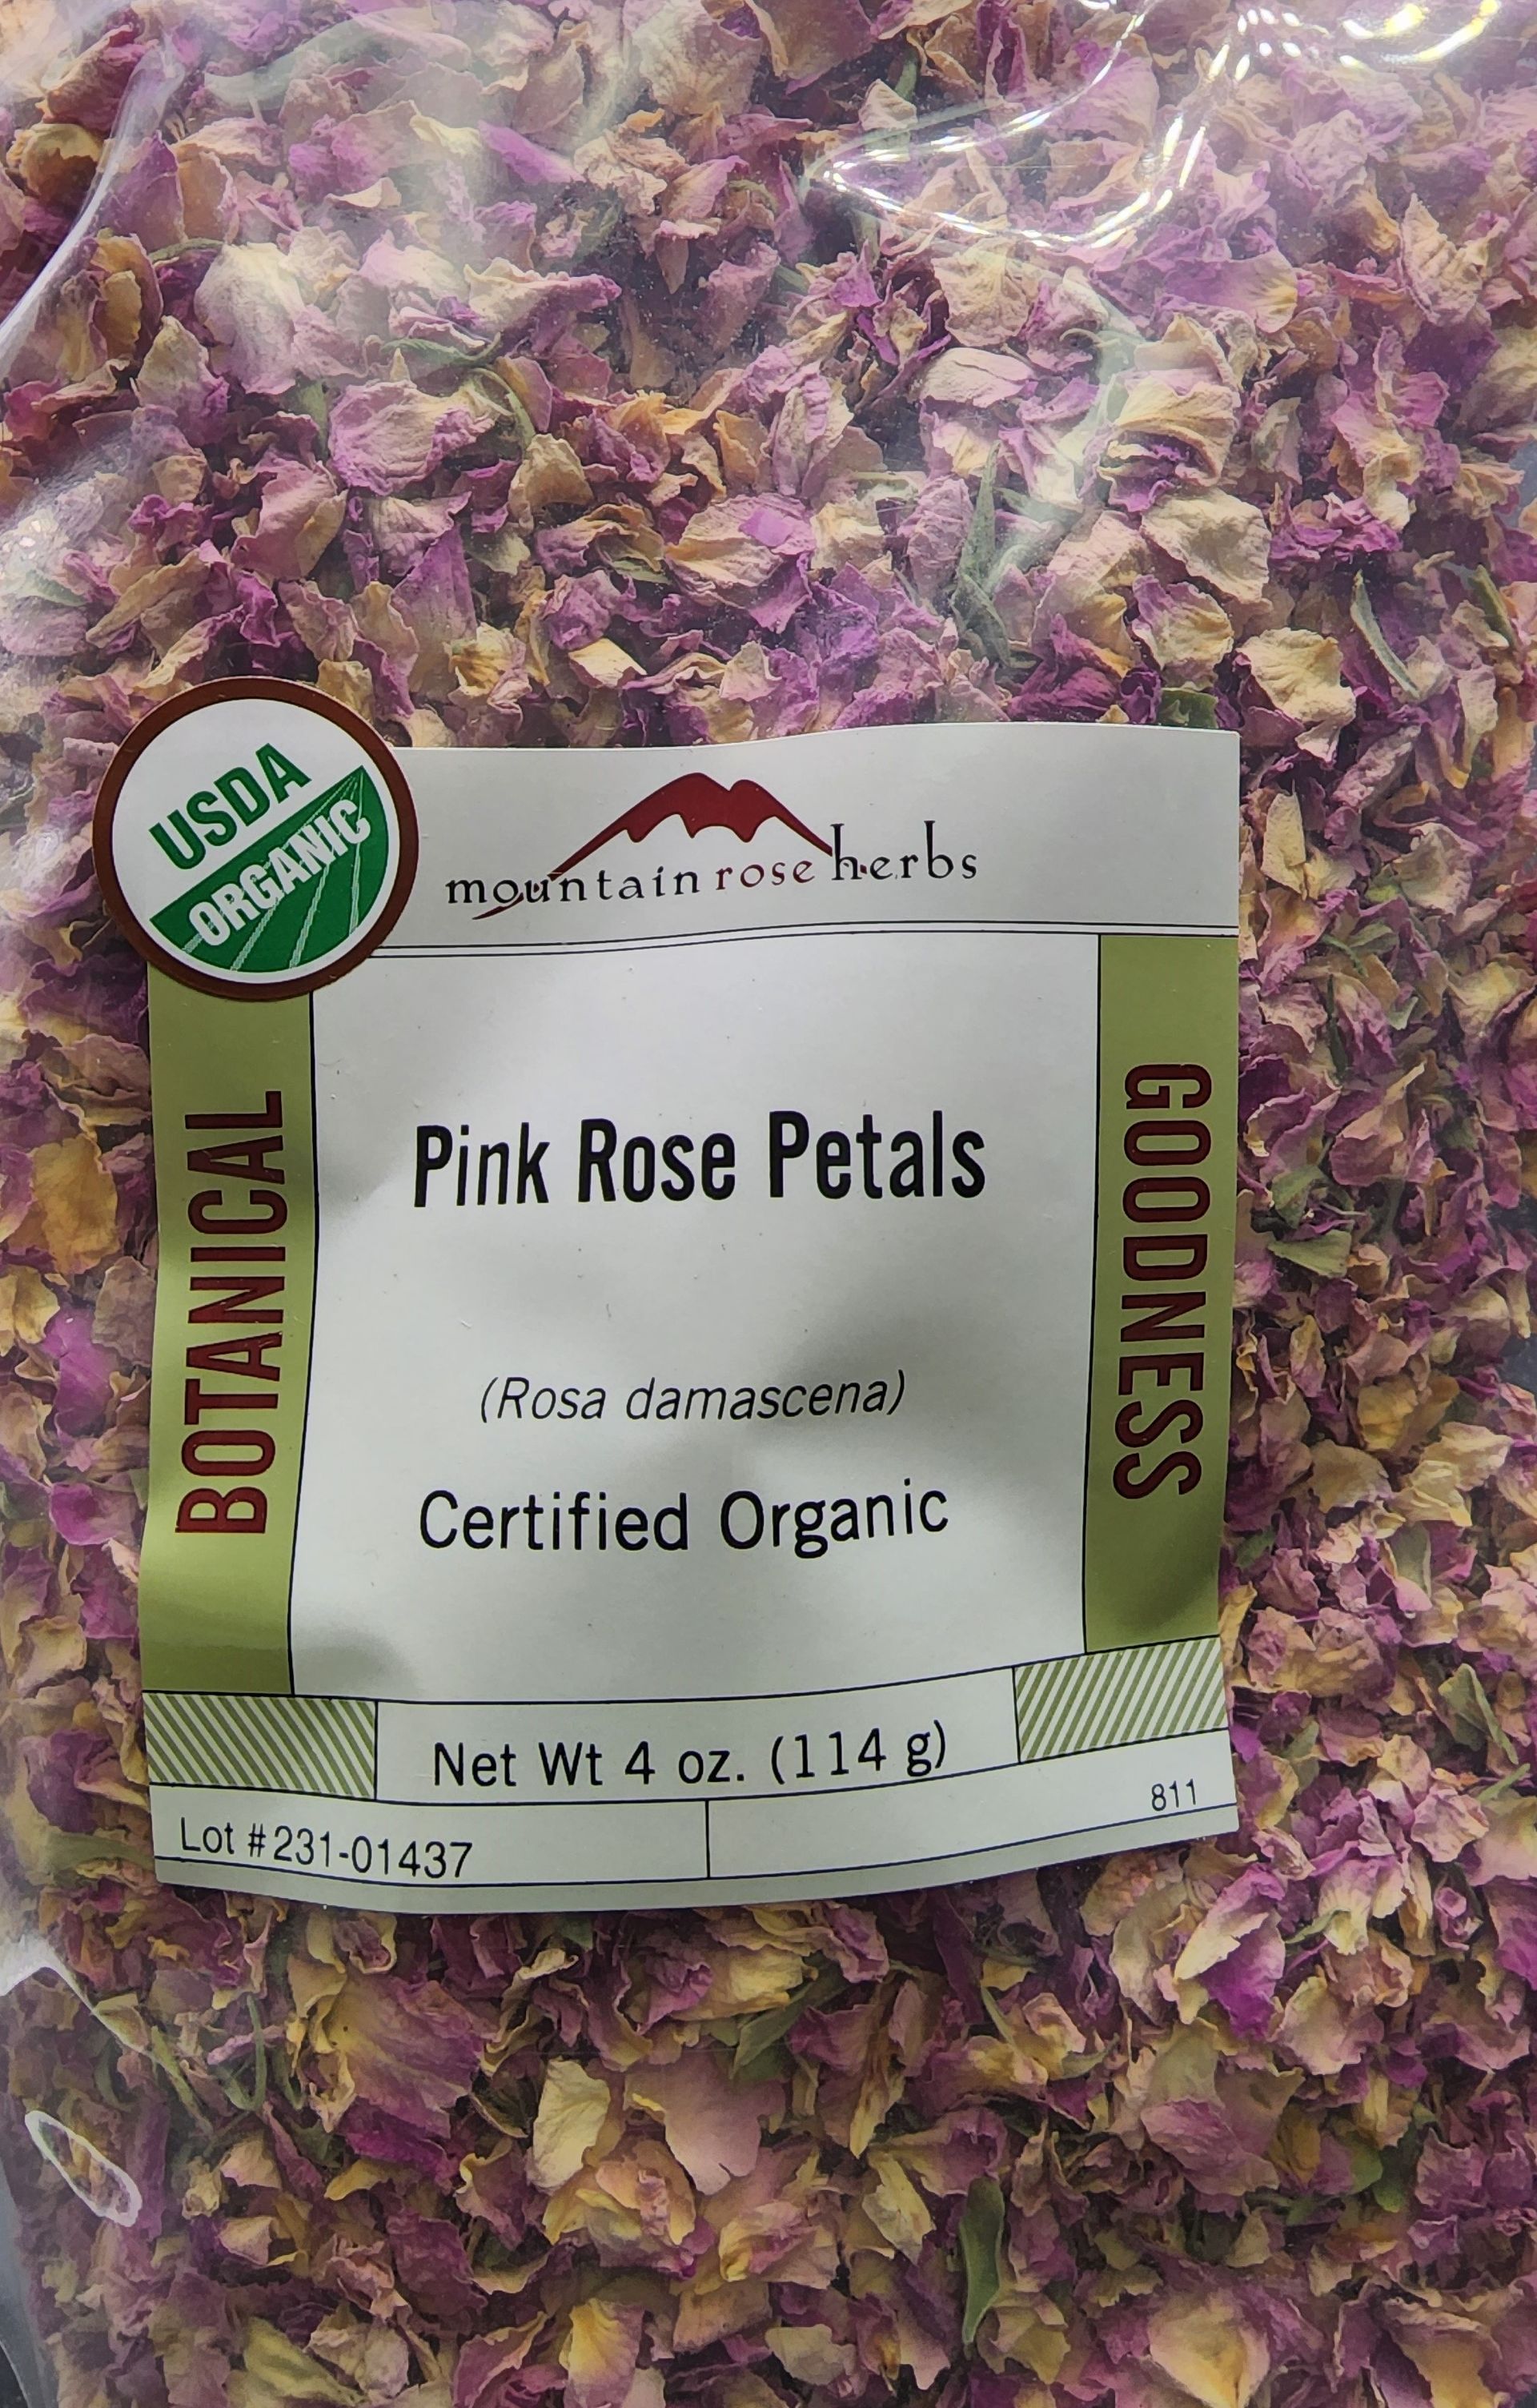 USDA
ORGANIC
mountain rose herbs
BOTANICAL
GOODNESS
Pink Rose Petals
(Rosa damascena)
Certified Organic
Net Wt 4 oz. (114 g)
811
Lot #231-01437